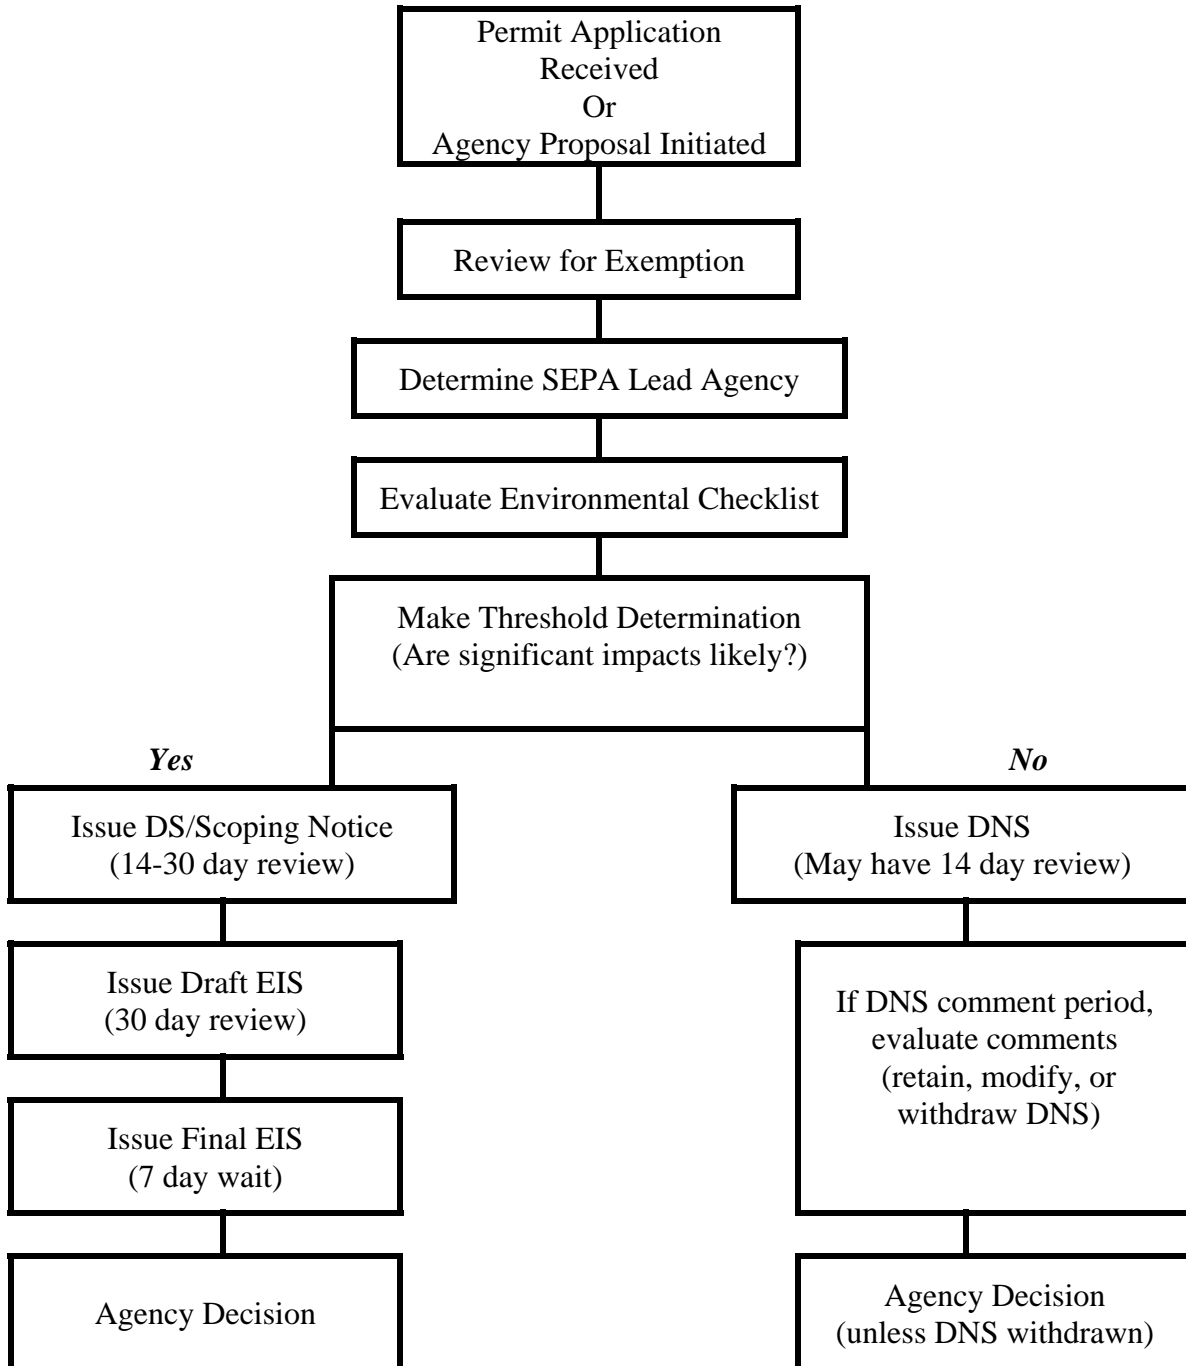 Permit Application
Received
Or
Agency Proposal Initiated
Review for Exemption
Determine SEPA Lead Agency
Evaluate Environmental Checklist
Make Threshold Determination
(Are significant impacts likely?)
Yes
No
Issue DS/Scoping Notice
(14-30 day review)
Issue DNS
(May have 14 day review)
Issue Draft EIS
(30 day review)
If DNS comment period,
evaluate comments
(retain, modify, or
withdraw DNS)
Issue Final EIS
(7 day wait)
Agency Decision
Agency Decision
(unless DNS withdrawn)